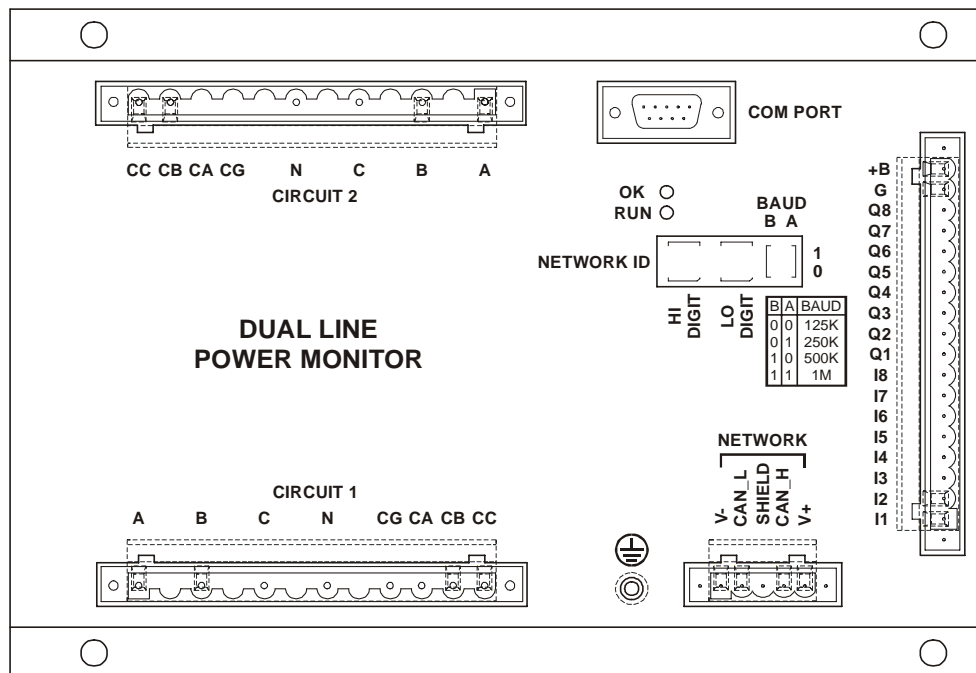 COM PORT
CC CB CA CG N C B A
CIRCUIT 2
OK
RUN
BAUD
B A
NETWORK ID
1
0
HI DIGIT
LO DIGIT
B A BAUD
0 0 125K
0 1 250K
1 0 500K
1 1 1M
DUAL LINE
POWER MONITOR
+B
G
Q8
Q7
Q6
Q5
Q4
Q3
Q2
Q1
I8
I7
I6
I5
I4
I3
I2
I1
CIRCUIT 1
A B C N CG CA CB CC
NETWORK
V-
CAN_L
SHIELD
CAN_H
V+